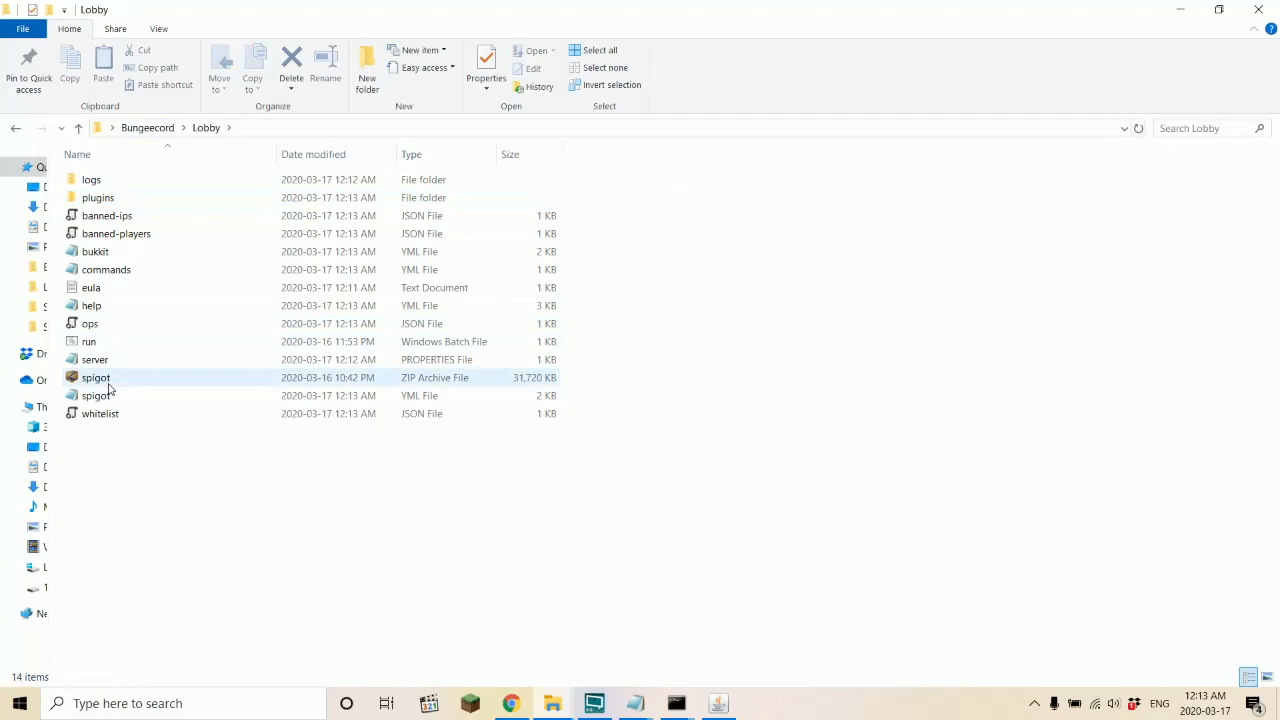 Lobby
File Home Share View
Pin to Quick access
Copy
Paste
Cut
Copy path
Paste shortcut
Clipboard
Move to
Copy to
Delete
Rename
Organize
New folder
New item
Easy access
New
Properties
Open
Edit
History
Open
Select all
Select none
Invert selection
Select
Bungeecord Lobby
Search Lobby
Name Date modified Type Size
logs 2020-03-17 12:12 AM File folder
plugins 2020-03-17 12:13 AM File folder
banned-ips 2020-03-17 12:13 AM JSON File 1 KB
banned-players 2020-03-17 12:13 AM JSON File 1 KB
bukkit 2020-03-17 12:13 AM YML File 2 KB
commands 2020-03-17 12:13 AM YML File 1 KB
eula 2020-03-17 12:11 AM Text Document 1 KB
help 2020-03-17 12:13 AM YML File 3 KB
ops 2020-03-17 12:13 AM JSON File 1 KB
run 2020-03-16 11:53 PM Windows Batch File 1 KB
server 2020-03-17 12:12 AM PROPERTIES File 1 KB
spigot 2020-03-16 10:42 PM ZIP Archive File 31,720 KB
spigot 2020-03-17 12:13 AM YML File 2 KB
whitelist 2020-03-17 12:13 AM JSON File 1 KB
14 items
Type here to search
321
ENG
12:13 AM
2020-03-17
4